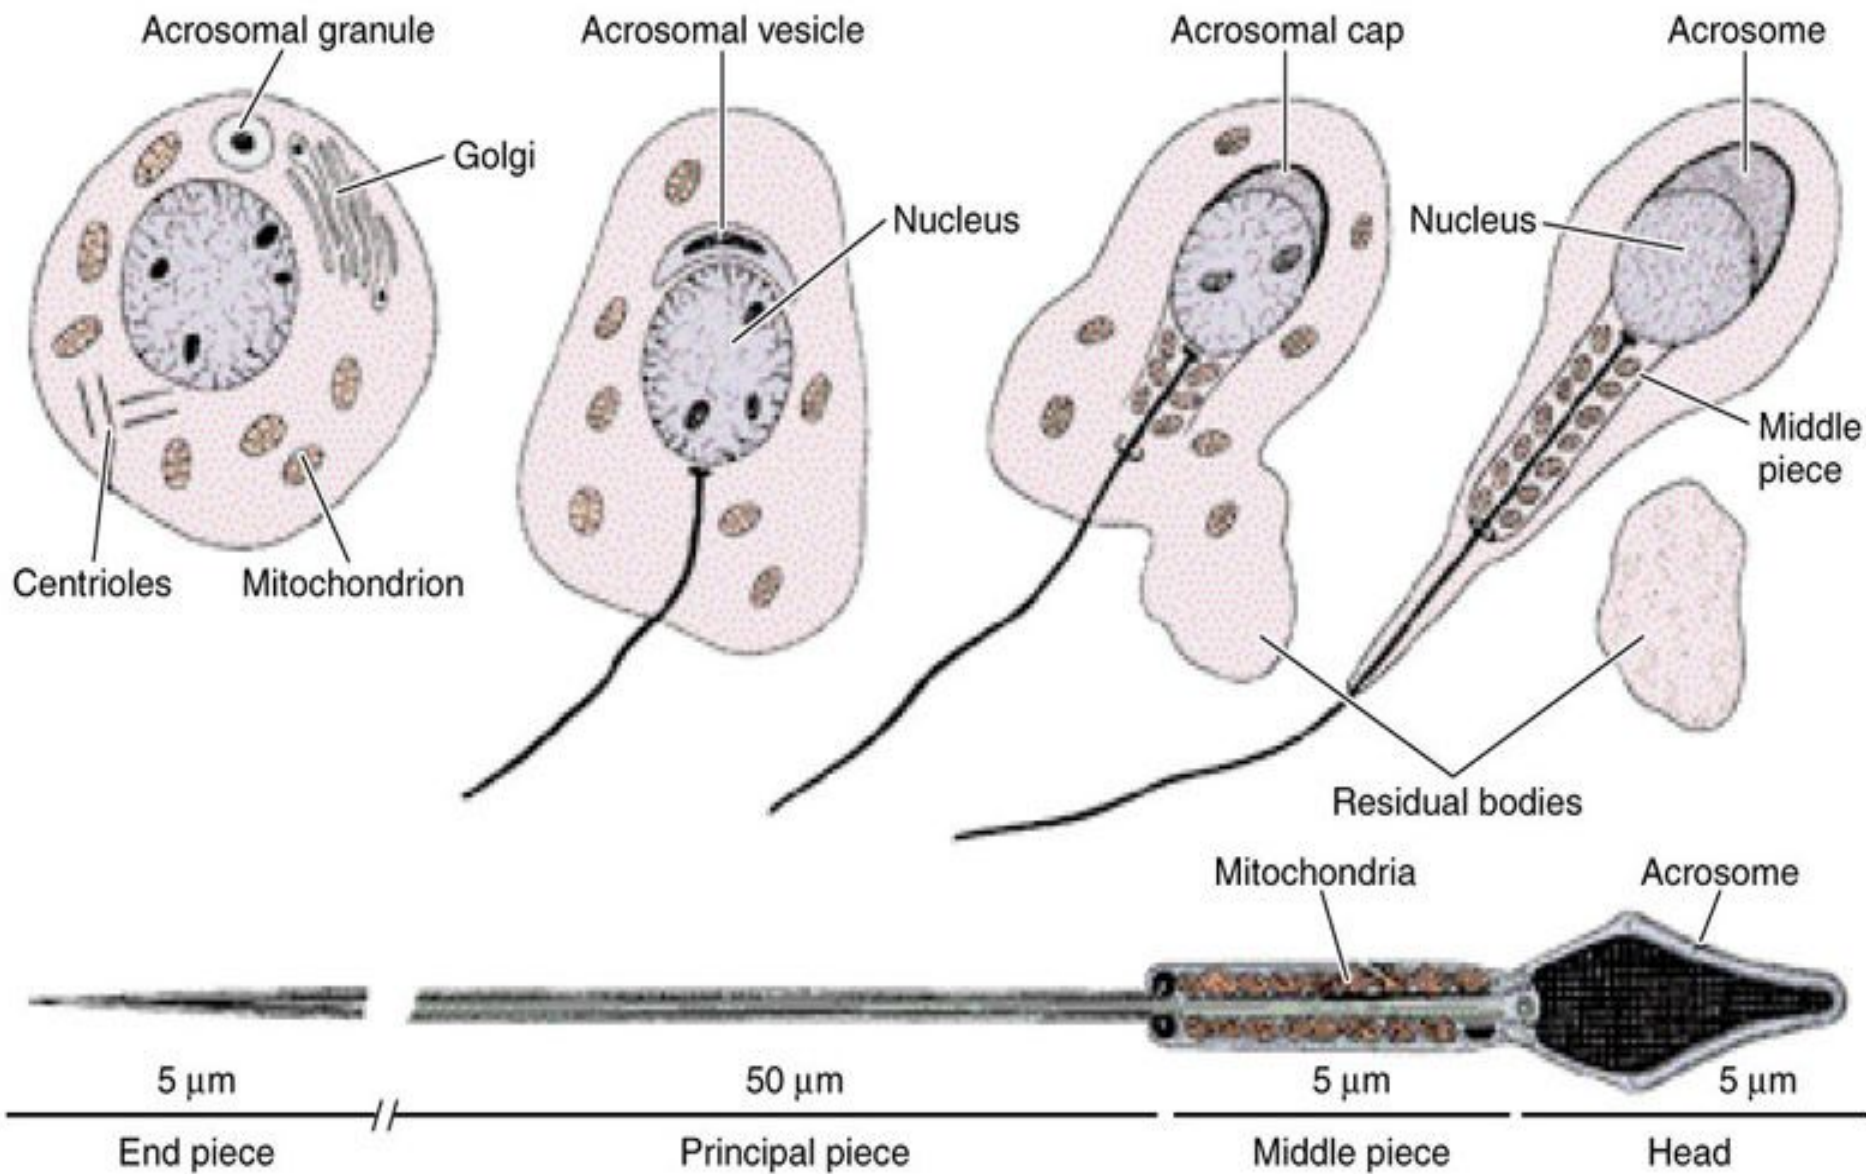 Acrosomal granule
Acrosomal vesicle
Acrosomal cap
Acrosome
Golgi
Nucleus
Nucleus
Middle
piece
Centrioles
Mitochondrion
Residual bodies
Mitochondria
Acrosome
5 μm
50 μm
5 μm
5 μm
End piece
Principal piece
Middle piece
Head